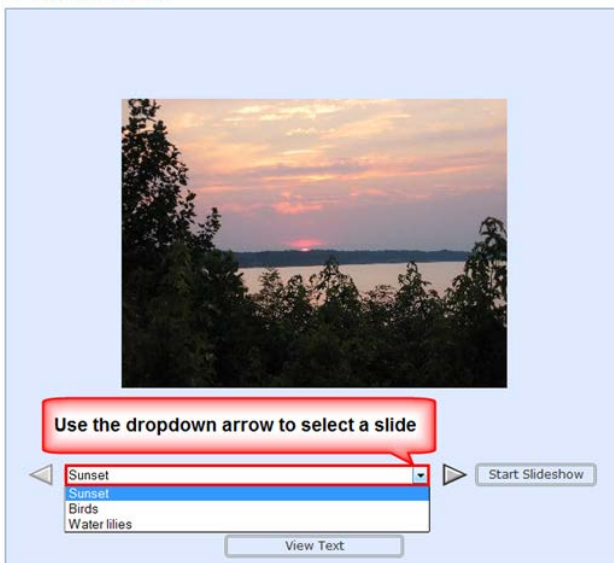 Use the dropdown arrow to select a slide
Sunset
Start Slideshow
Sunset
Birds
Water lilies
View Text